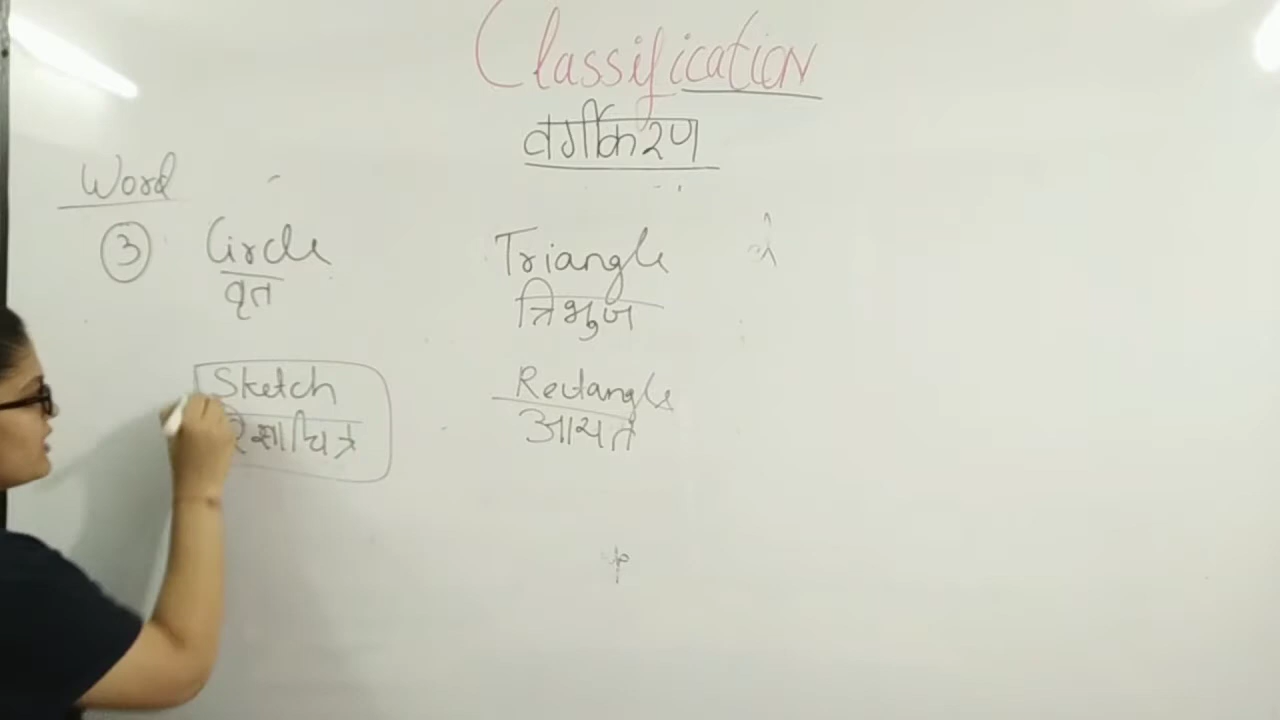 Classification
वर्गीकरण
Word
③ Circle Triangle
वृत त्रिभुज
Sketch Rectangle
रेखाचित्र आयत